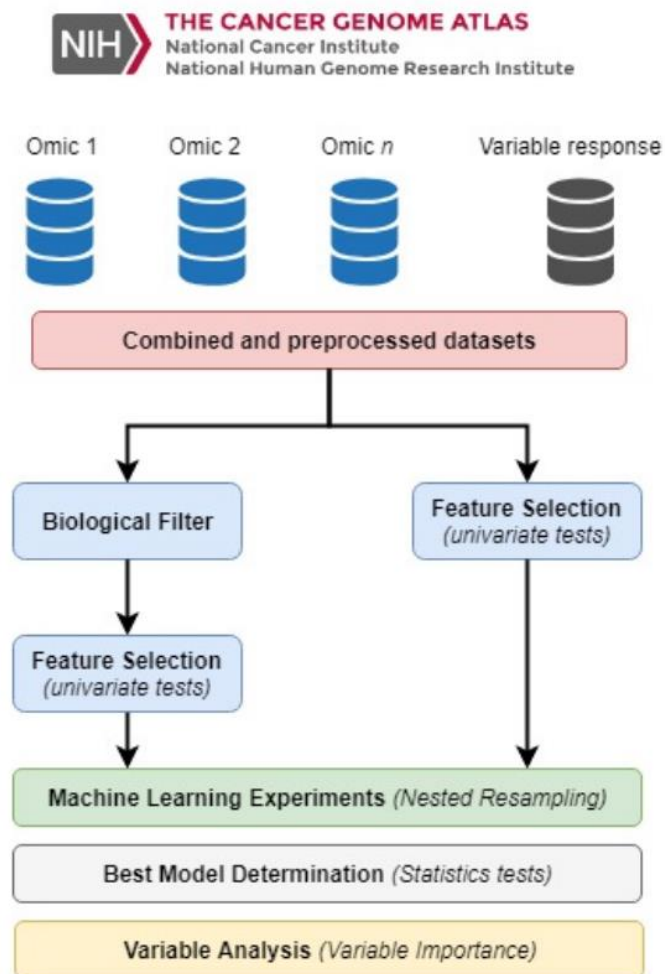 NIH
THE CANCER GENOME ATLAS
National Cancer Institute
National Human Genome Research Institute
Omic 1
Omic 2
Omic n
Variable response
Combined and preprocessed datasets
Biological Filter
Feature Selection
(univariate tests)
Feature Selection
(univariate tests)
Machine Learning Experiments (Nested Resampling)
Best Model Determination (Statistics tests)
Variable Analysis (Variable Importance)